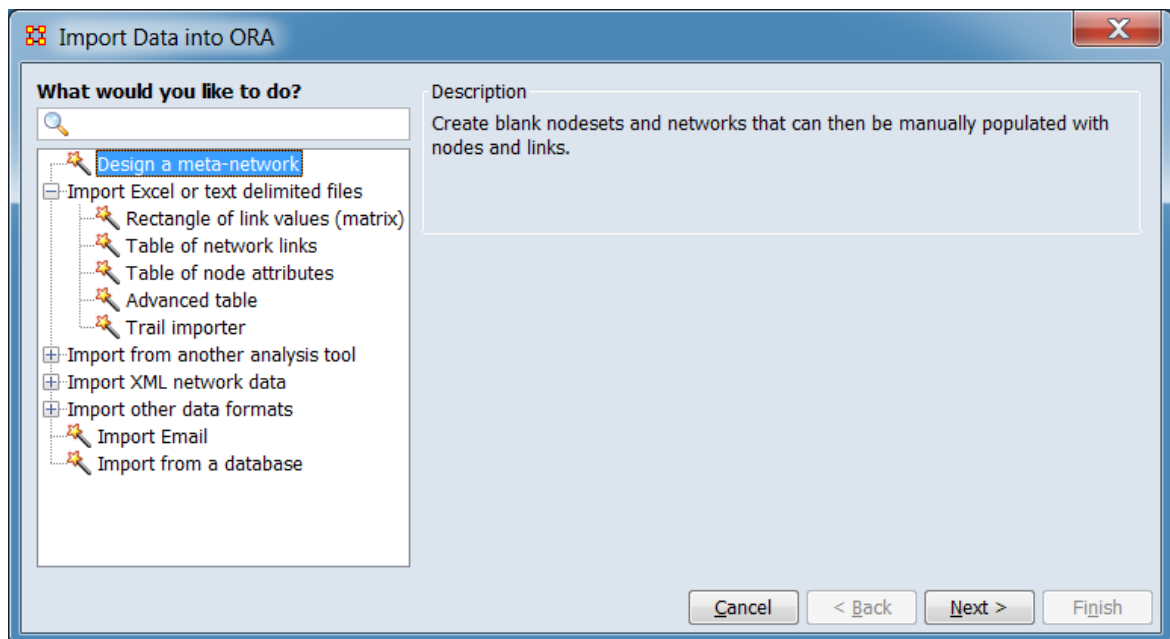 Import Data into ORA
What would you like to do?
Design a meta-network
Import Excel or text delimited files
Rectangle of link values (matrix)
Table of network links
Table of node attributes
Advanced table
Trail importer
Import from another analysis tool
Import XML network data
Import other data formats
Import Email
Import from a database
Description
Create blank nodesets and networks that can then be manually populated with
nodes and links.
Cancel
< Back
Next >
Finish